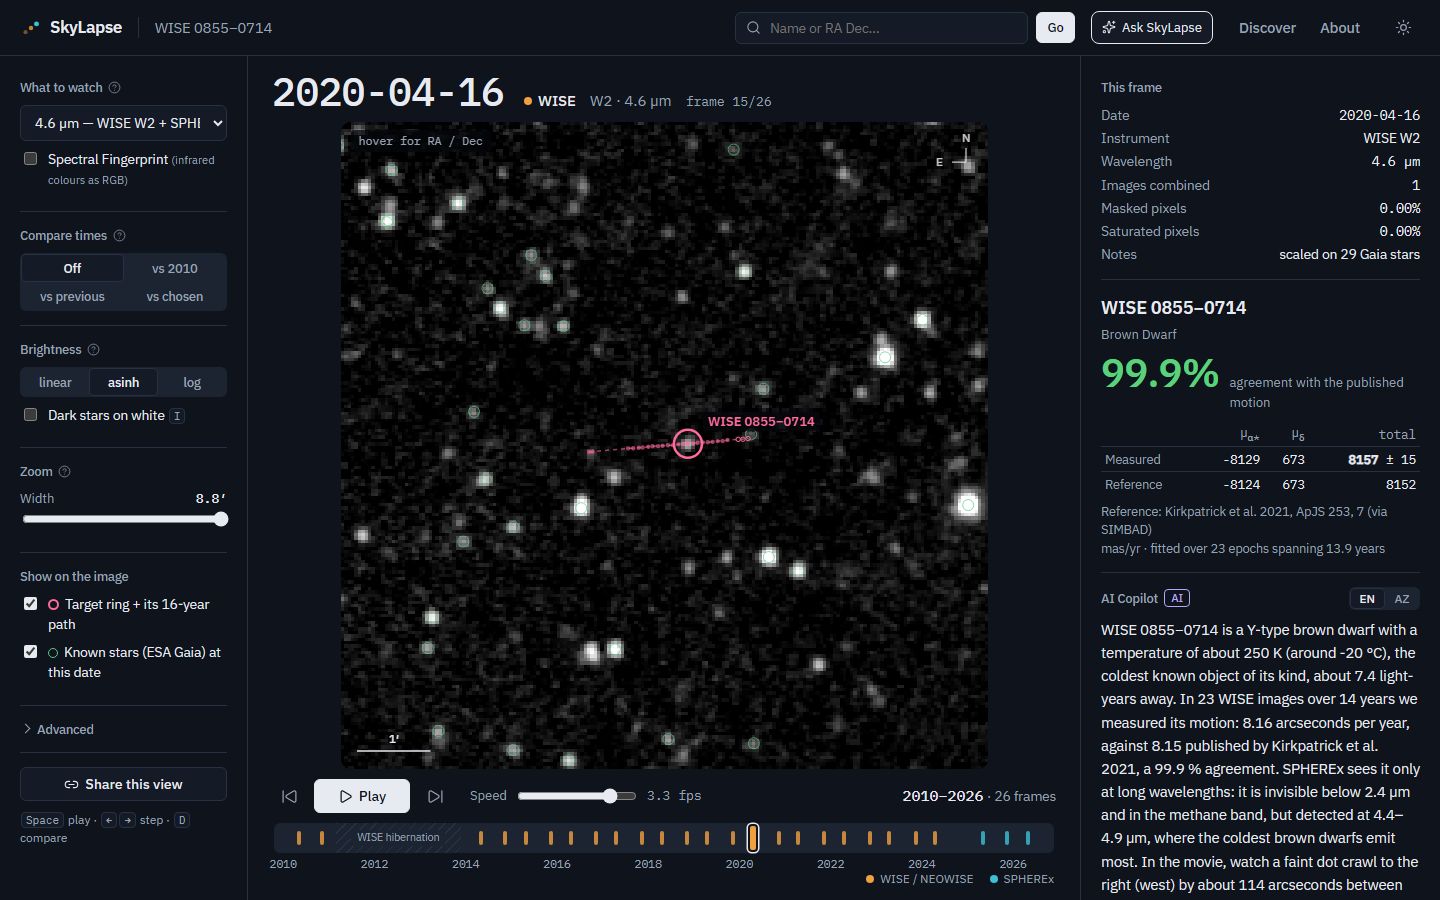 SkyLapse
WISE 0855–0714
Name or RA Dec...
Go
Ask SkyLapse
Discover
About
What to watch
4.6 µm — WISE W2 + SPHE
Spectral Fingerprint (infrared
colours as RGB)
Compare times
Off
vs 2010
vs previous
vs chosen
Brightness
linear
asinh
log
Dark stars on white I
Zoom
Width 8.8′
Show on the image
Target ring + its 16-year
path
Known stars (ESA Gaia) at
this date
Advanced
Share this view
Space play · ← → step · D
compare
2020-04-16
WISE W2 · 4.6 µm frame 15/26
hover for RA / Dec
N
E
WISE 0855–0714
1′
Play
Speed 3.3 fps
2010–2026 · 26 frames
WISE hibernation
2010 2012 2014 2016 2018 2020 2022 2024 2026
WISE / NEOWISE SPHEREx
This frame
Date 2020-04-16
Instrument WISE W2
Wavelength 4.6 µm
Images combined 1
Masked pixels 0.00%
Saturated pixels 0.00%
Notes scaled on 29 Gaia stars
WISE 0855–0714
Brown Dwarf
99.9% agreement with the published
motion
µα* µδ total
Measured -8129 673 8157 ± 15
Reference -8124 673 8152
Reference: Kirkpatrick et al. 2021, ApJS 253, 7 (via
SIMBAD)
mas/yr · fitted over 23 epochs spanning 13.9 years
AI Copilot AI
EN AZ
WISE 0855–0714 is a Y-type brown dwarf with a
temperature of about 250 K (around -20 °C), the
coldest known object of its kind, about 7.4 light-
years away. In 23 WISE images over 14 years we
measured its motion: 8.16 arcseconds per year,
against 8.15 published by Kirkpatrick et al.
2021, a 99.9 % agreement. SPHEREx sees it only
at long wavelengths: it is invisible below 2.4 µm
and in the methane band, but detected at 4.4–
4.9 µm, where the coldest brown dwarfs emit
most. In the movie, watch a faint dot crawl to the
right (west) by about 114 arcseconds between